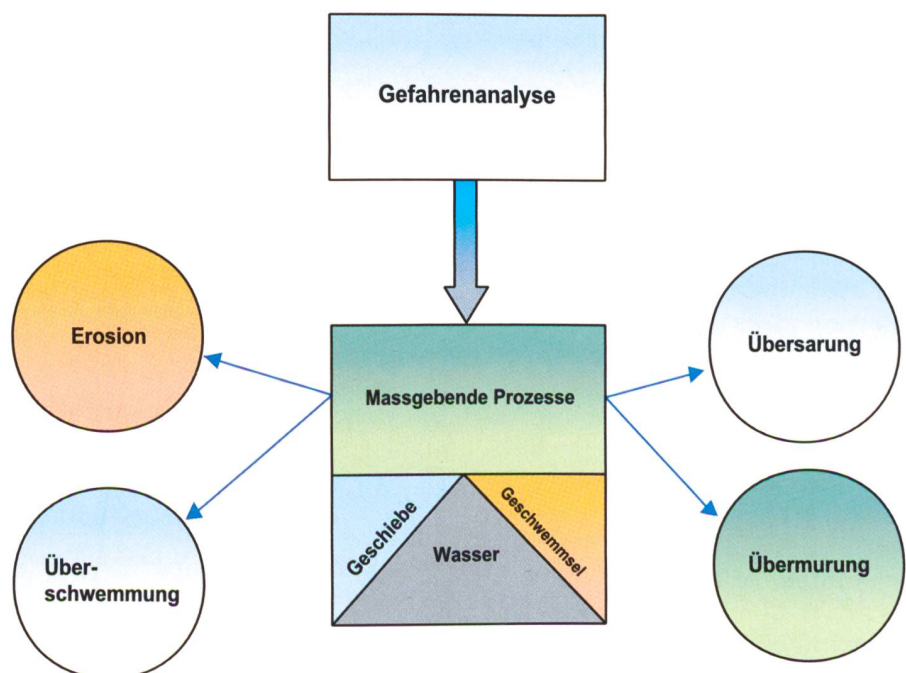 Gefahrenanalyse
Erosion
Übersarung
Massgebende Prozesse
Geschiebe
Wasser
Geschwemmsel
Über-
schwemmung
Übermurung